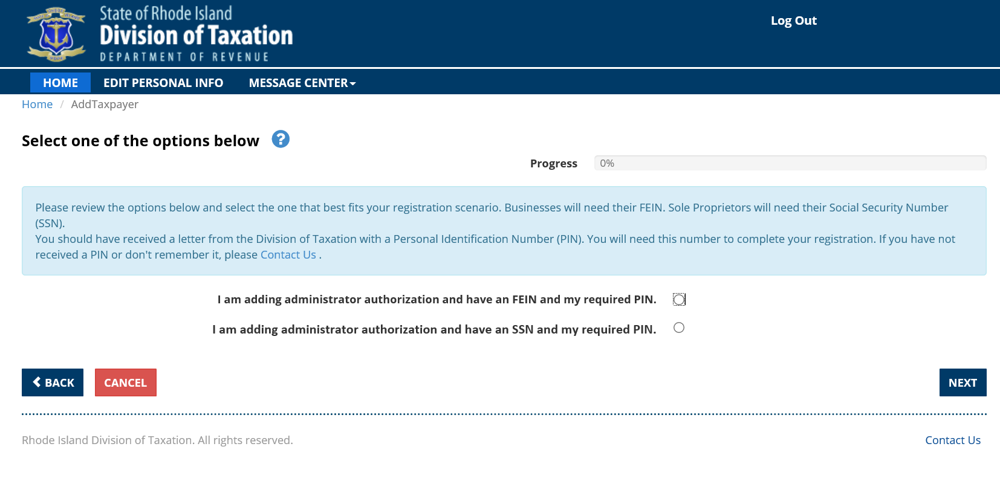 State of Rhode Island
Division of Taxation
DEPARTMENT OF REVENUE
Log Out
HOME EDIT PERSONAL INFO MESSAGE CENTER
Home / AddTaxpayer
Select one of the options below ?
Progress 0%
Please review the options below and select the one that best fits your registration scenario. Businesses will need their FEIN. Sole Proprietors will need their Social Security Number
(SSN).
You should have received a letter from the Division of Taxation with a Personal Identification Number (PIN). You will need this number to complete your registration. If you have not
received a PIN or don't remember it, please Contact Us .
I am adding administrator authorization and have an FEIN and my required PIN.
I am adding administrator authorization and have an SSN and my required PIN.
BACK CANCEL NEXT
Rhode Island Division of Taxation. All rights reserved. Contact Us